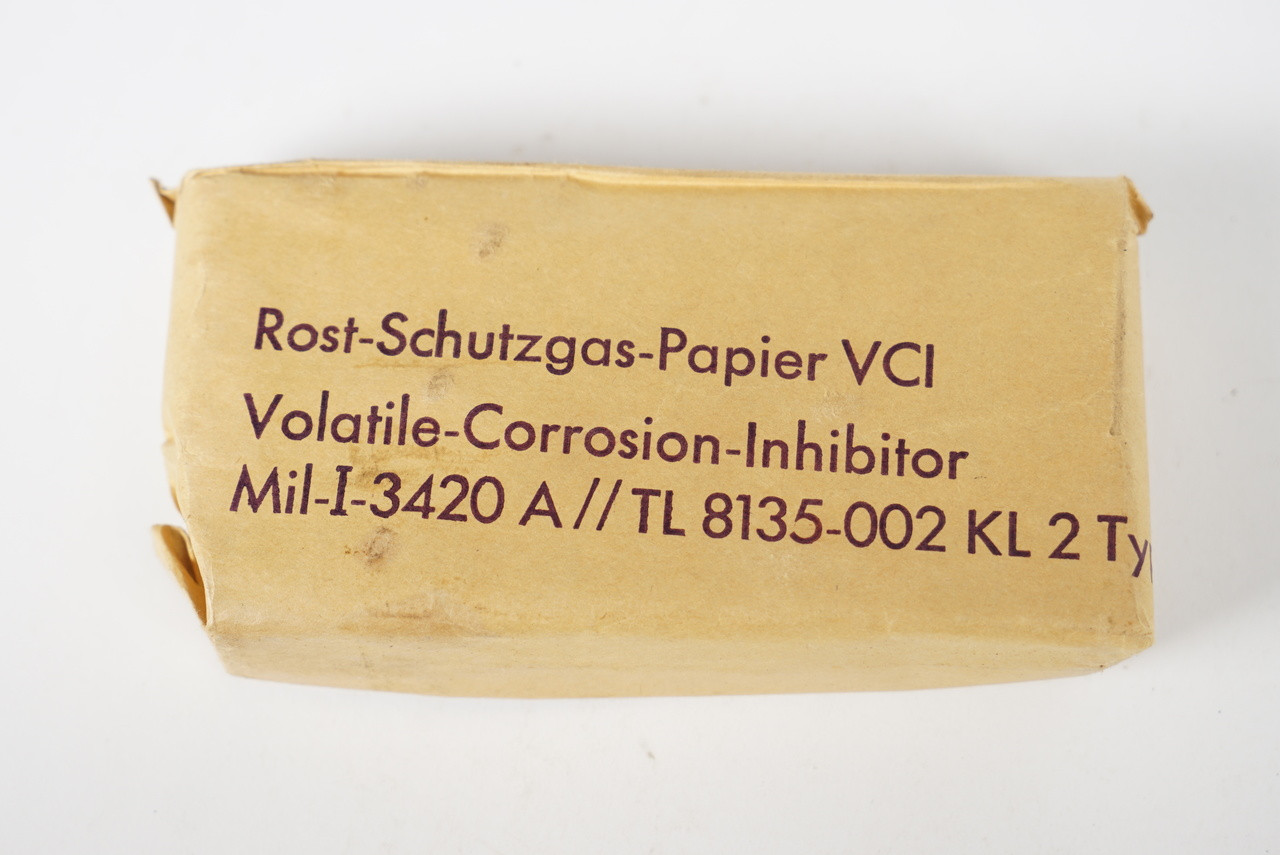 Rost-Schutzgas-Papier VCI
Volatile-Corrosion-Inhibitor
Mil-I-3420 A // TL 8135-002 KL 2